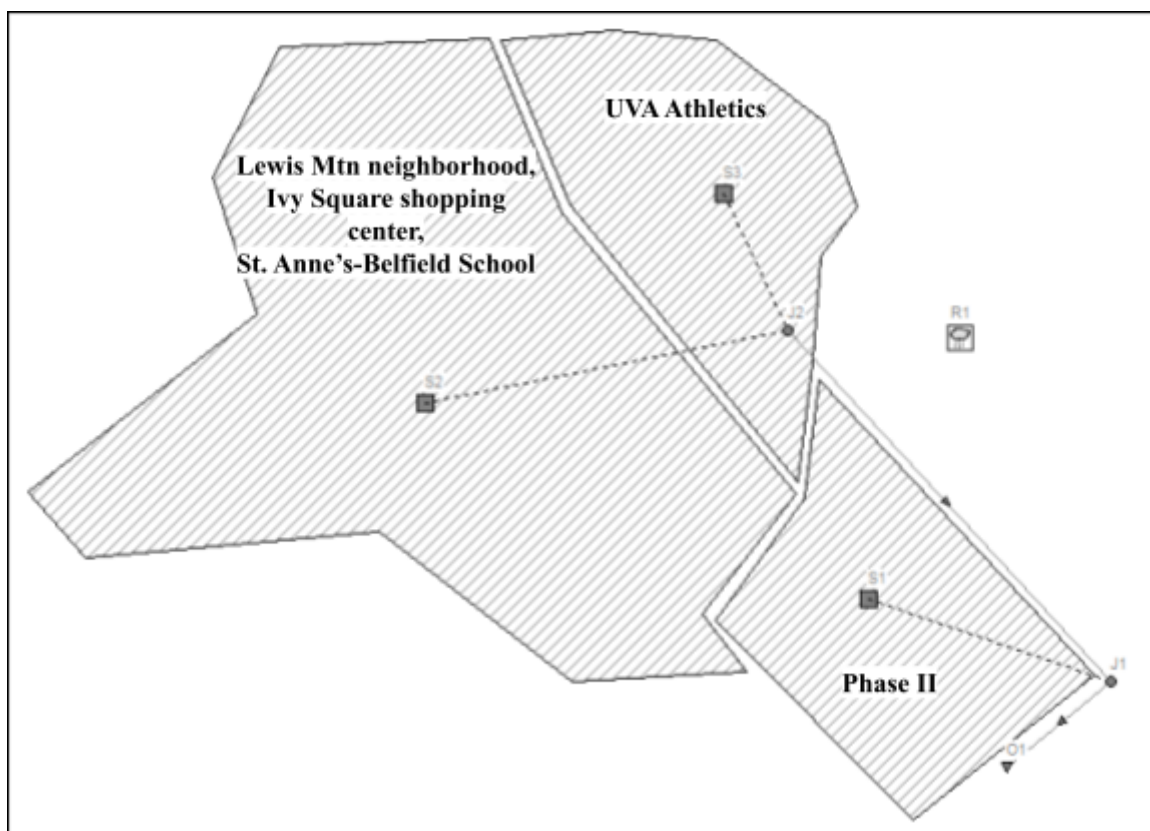 UVA Athletics
S3
Lewis Mtn neighborhood,
Ivy Square shopping
center,
St. Anne's-Belfield School
J2
R1
S2
S1
J1
Phase II
O1